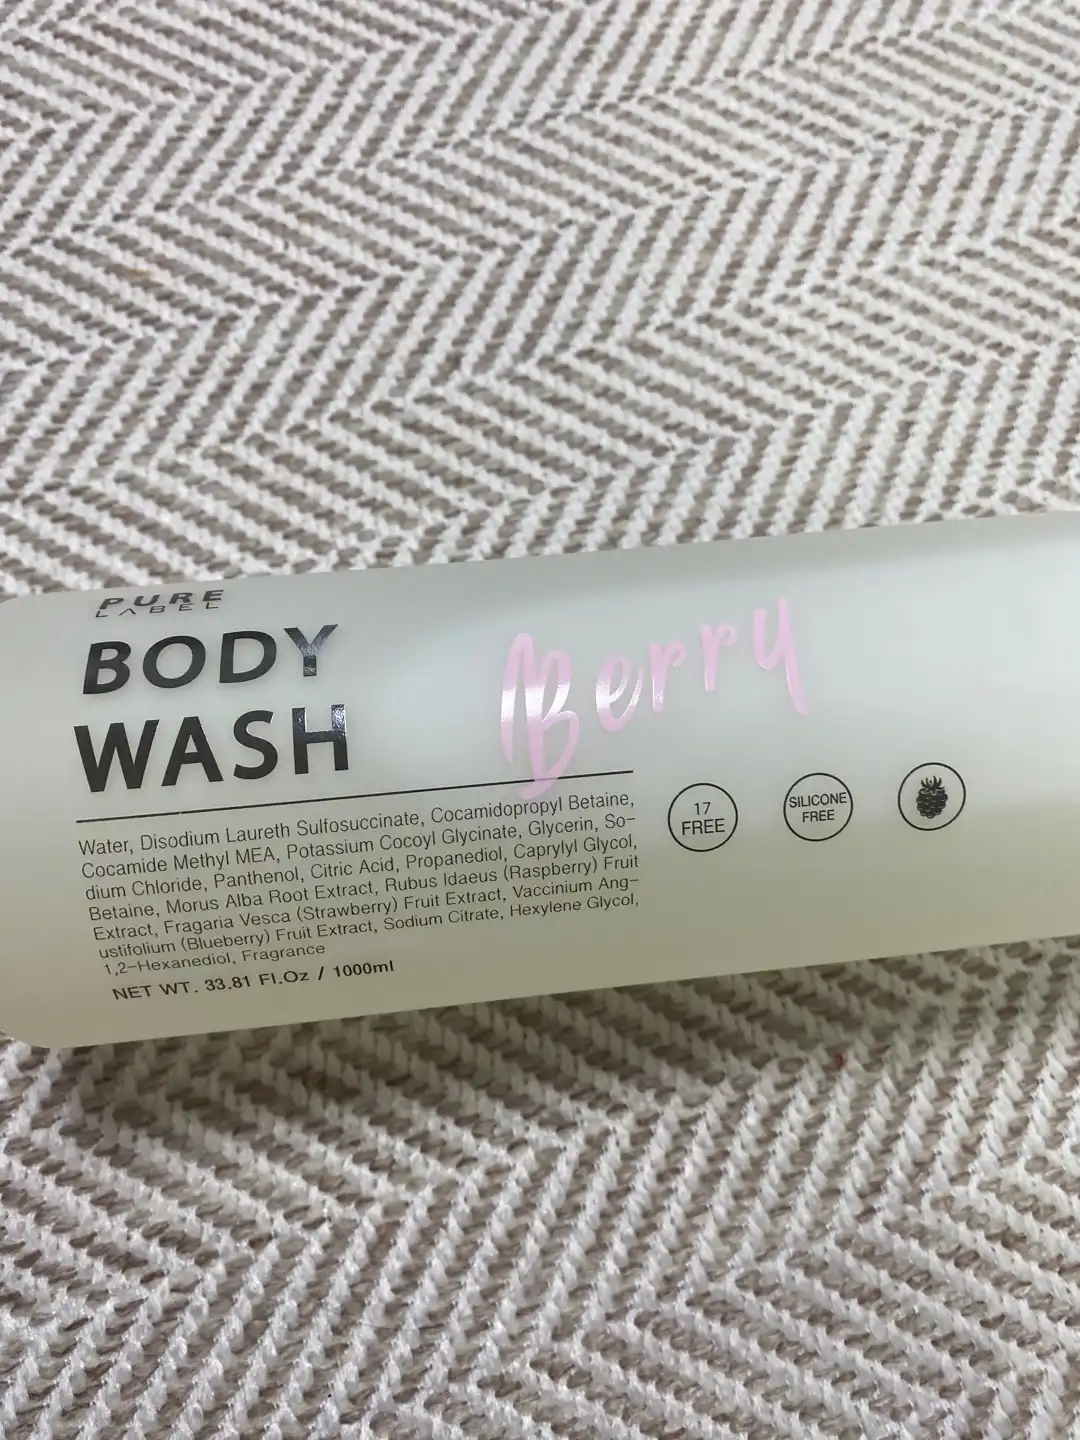 PURE
LABEL
BODY
WASH
Berry
Water, Disodium Laureth Sulfosuccinate, Cocamidopropyl Betaine,
Cocamide Methyl MEA, Potassium Cocoyl Glycinate, Glycerin, So-
dium Chloride, Panthenol, Citric Acid, Propanediol, Caprylyl Glycol,
Betaine, Morus Alba Root Extract, Rubus Idaeus (Raspberry) Fruit
Extract, Fragaria Vesca (Strawberry) Fruit Extract, Vaccinium Ang-
ustifolium (Blueberry) Fruit Extract, Sodium Citrate, Hexylene Glycol,
1,2-Hexanediol, Fragrance
NET WT. 33.81 Fl.Oz / 1000ml
17
FREE
SILICONE
FREE